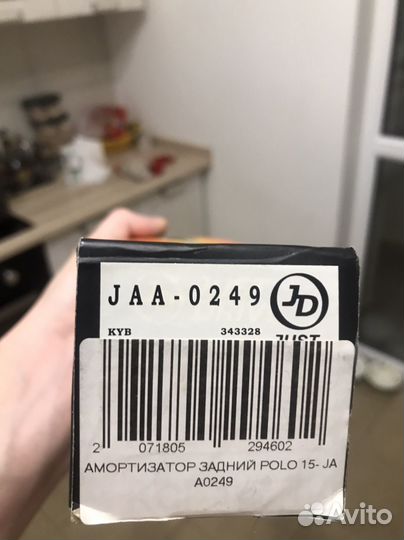 JAA-0249 JD
KYB 343328 JUST
2 071805 294602
АМОРТИЗАТОР ЗАДНИЙ POLO 15- JA
A0249
Avito